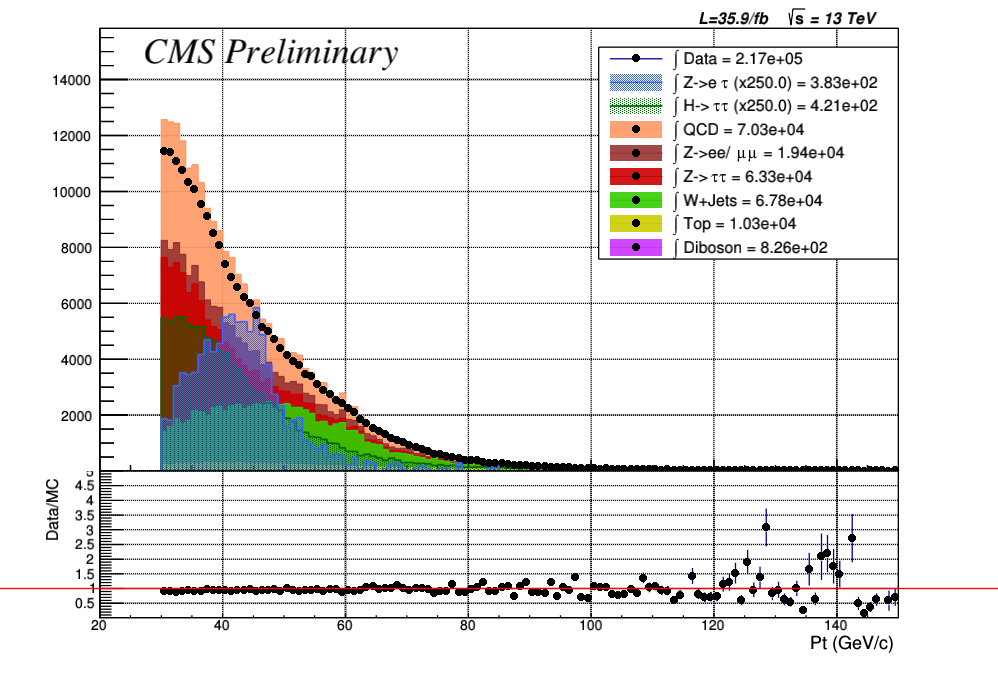 L=35.9/fb √s = 13 TeV
CMS Preliminary
∫ Data = 2.17e+05
∫ Z->e τ (x250.0) = 3.83e+02
∫ H-> ττ (x250.0) = 4.21e+02
∫ QCD = 7.03e+04
∫ Z->ee/ μμ = 1.94e+04
∫ Z-> ττ = 6.33e+04
∫ W+Jets = 6.78e+04
∫ Top = 1.03e+04
∫ Diboson = 8.26e+02
14000
12000
10000
8000
6000
4000
2000
Data/MC
5
4.5
4
3.5
3
2.5
2
1.5
1
0.5
20 40 60 80 100 120 140
Pt (GeV/c)